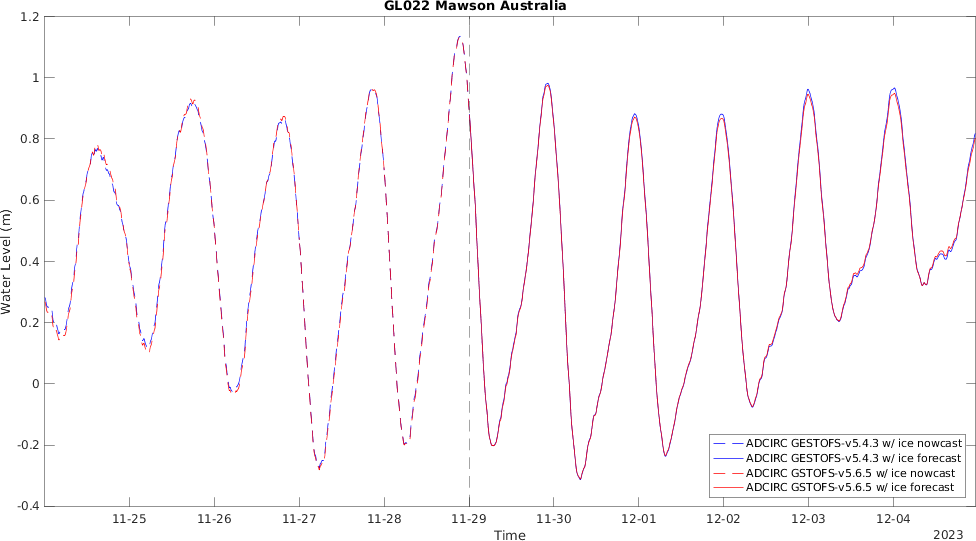 GL022 Mawson Australia
1.2
1
0.8
0.6
0.4
0.2
0
-0.2
-0.4
Water Level (m)
11-25 11-26 11-27 11-28 11-29 11-30 12-01 12-02 12-03 12-04
Time
2023
ADCIRC GESTOFS-v5.4.3 w/ ice nowcast
ADCIRC GESTOFS-v5.4.3 w/ ice forecast
ADCIRC GSTOFS-v5.6.5 w/ ice nowcast
ADCIRC GSTOFS-v5.6.5 w/ ice forecast